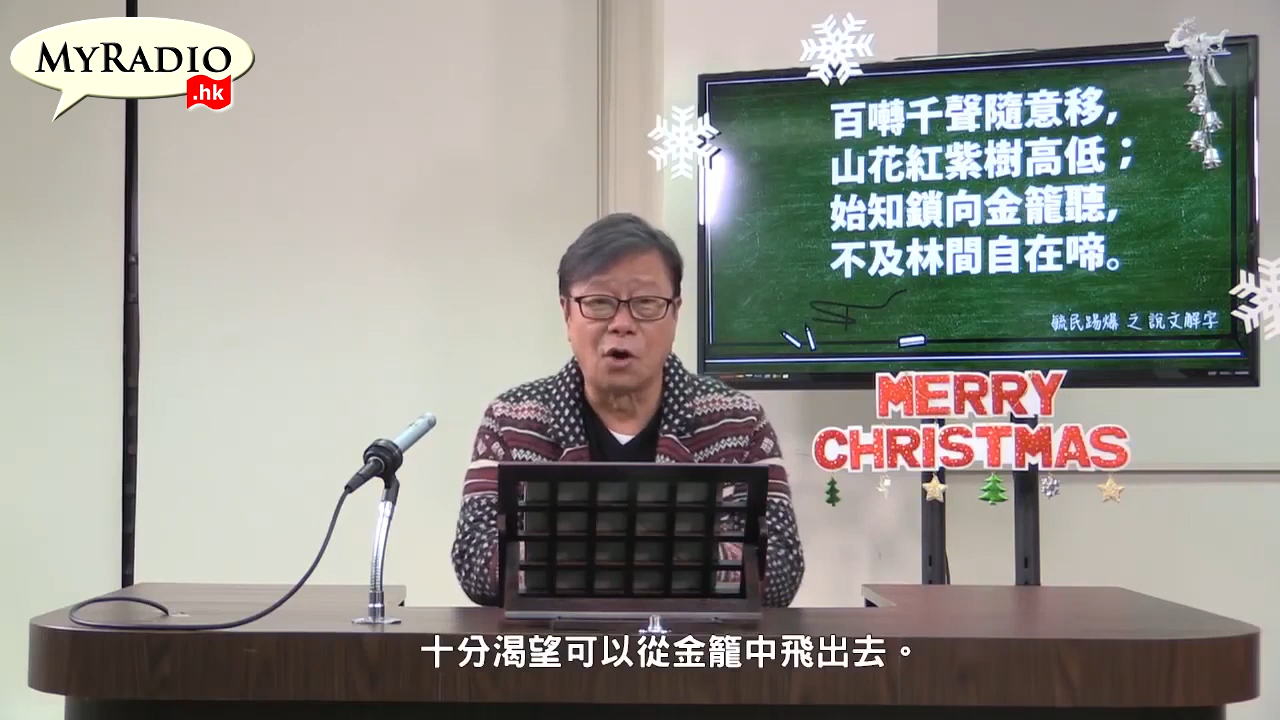 MYRADIO
.hk
百囀千聲隨意移,
山花紅紫樹高低；
始知鎖向金籠聽,
不及林間自在啼。
毓民踢爆 之 說文解字
MERRY
CHRISTMAS
十分渴望可以從金籠中飛出去。